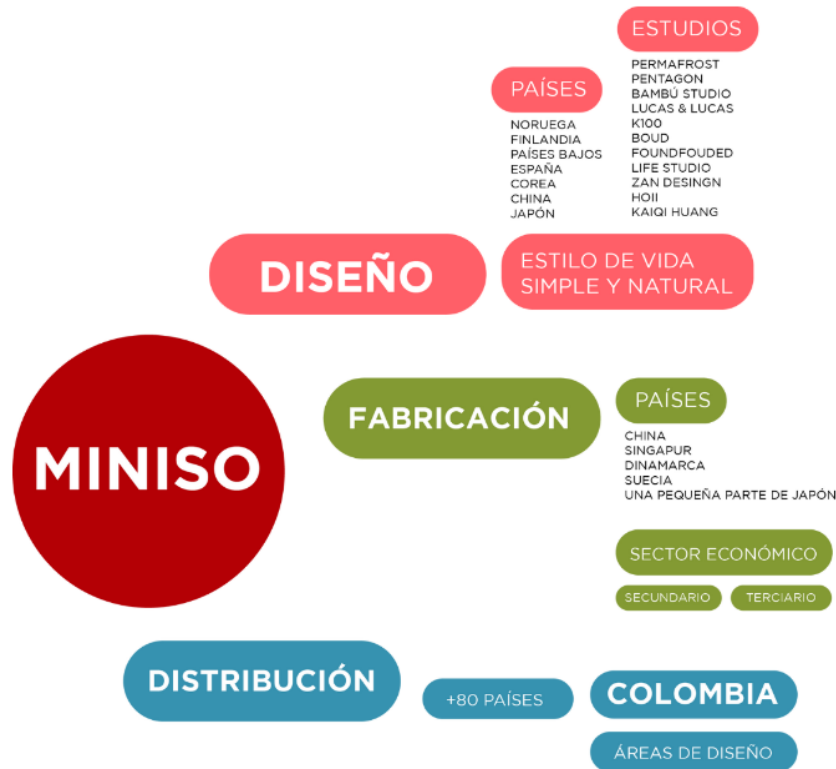 ESTUDIOS
PERMAFROST
PENTAGON
BAMBÚ STUDIO
LUCAS & LUCAS
K100
BOUD
FOUNDFOUDED
LIFE STUDIO
ZAN DESINGN
HOII
KAIQI HUANG
PAÍSES
NORUEGA
FINLANDIA
PAÍSES BAJOS
ESPAÑA
COREA
CHINA
JAPÓN
DISEÑO
ESTILO DE VIDA
SIMPLE Y NATURAL
MINISO
FABRICACIÓN
PAÍSES
CHINA
SINGAPUR
DINAMARCA
SUECIA
UNA PEQUEÑA PARTE DE JAPÓN
SECTOR ECONÓMICO
SECUNDARIO
TERCIARIO
DISTRIBUCIÓN
+80 PAÍSES
COLOMBIA
ÁREAS DE DISEÑO